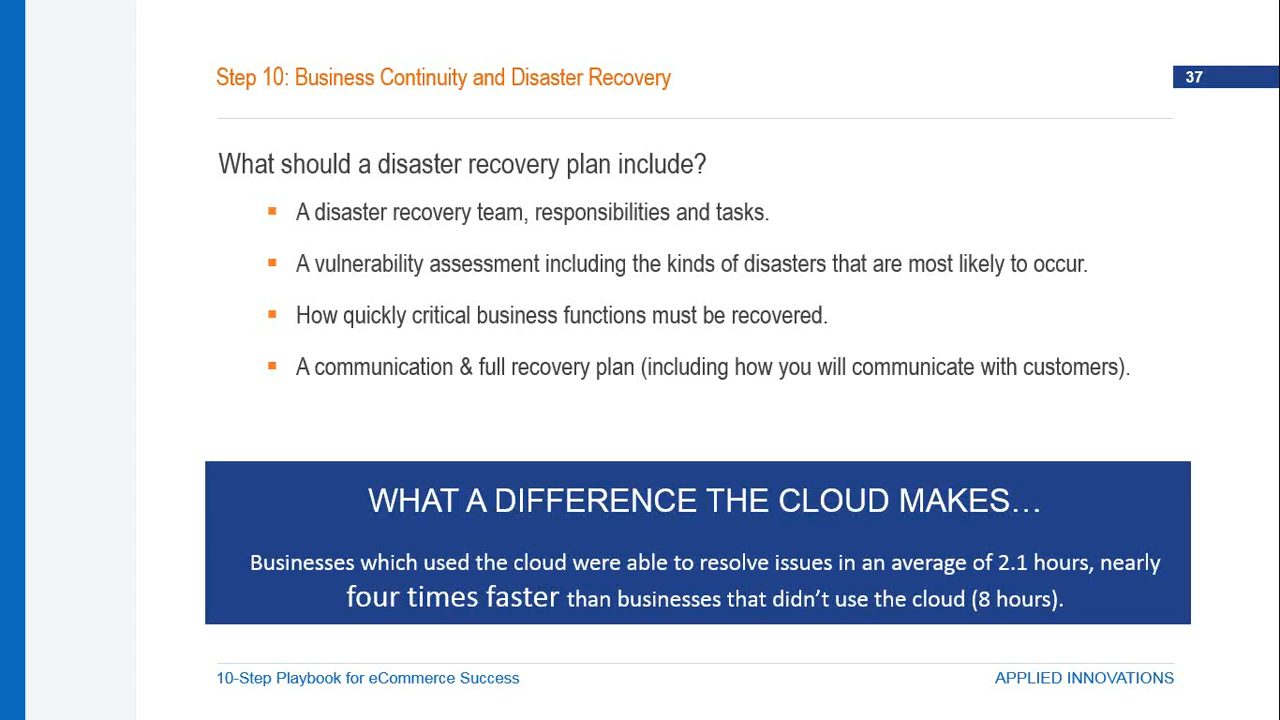 Step 10: Business Continuity and Disaster Recovery
37
What should a disaster recovery plan include?
▪ A disaster recovery team, responsibilities and tasks.
▪ A vulnerability assessment including the kinds of disasters that are most likely to occur.
▪ How quickly critical business functions must be recovered.
▪ A communication & full recovery plan (including how you will communicate with customers).
WHAT A DIFFERENCE THE CLOUD MAKES…
Businesses which used the cloud were able to resolve issues in an average of 2.1 hours, nearly
four times faster than businesses that didn’t use the cloud (8 hours).
10-Step Playbook for eCommerce Success
APPLIED INNOVATIONS